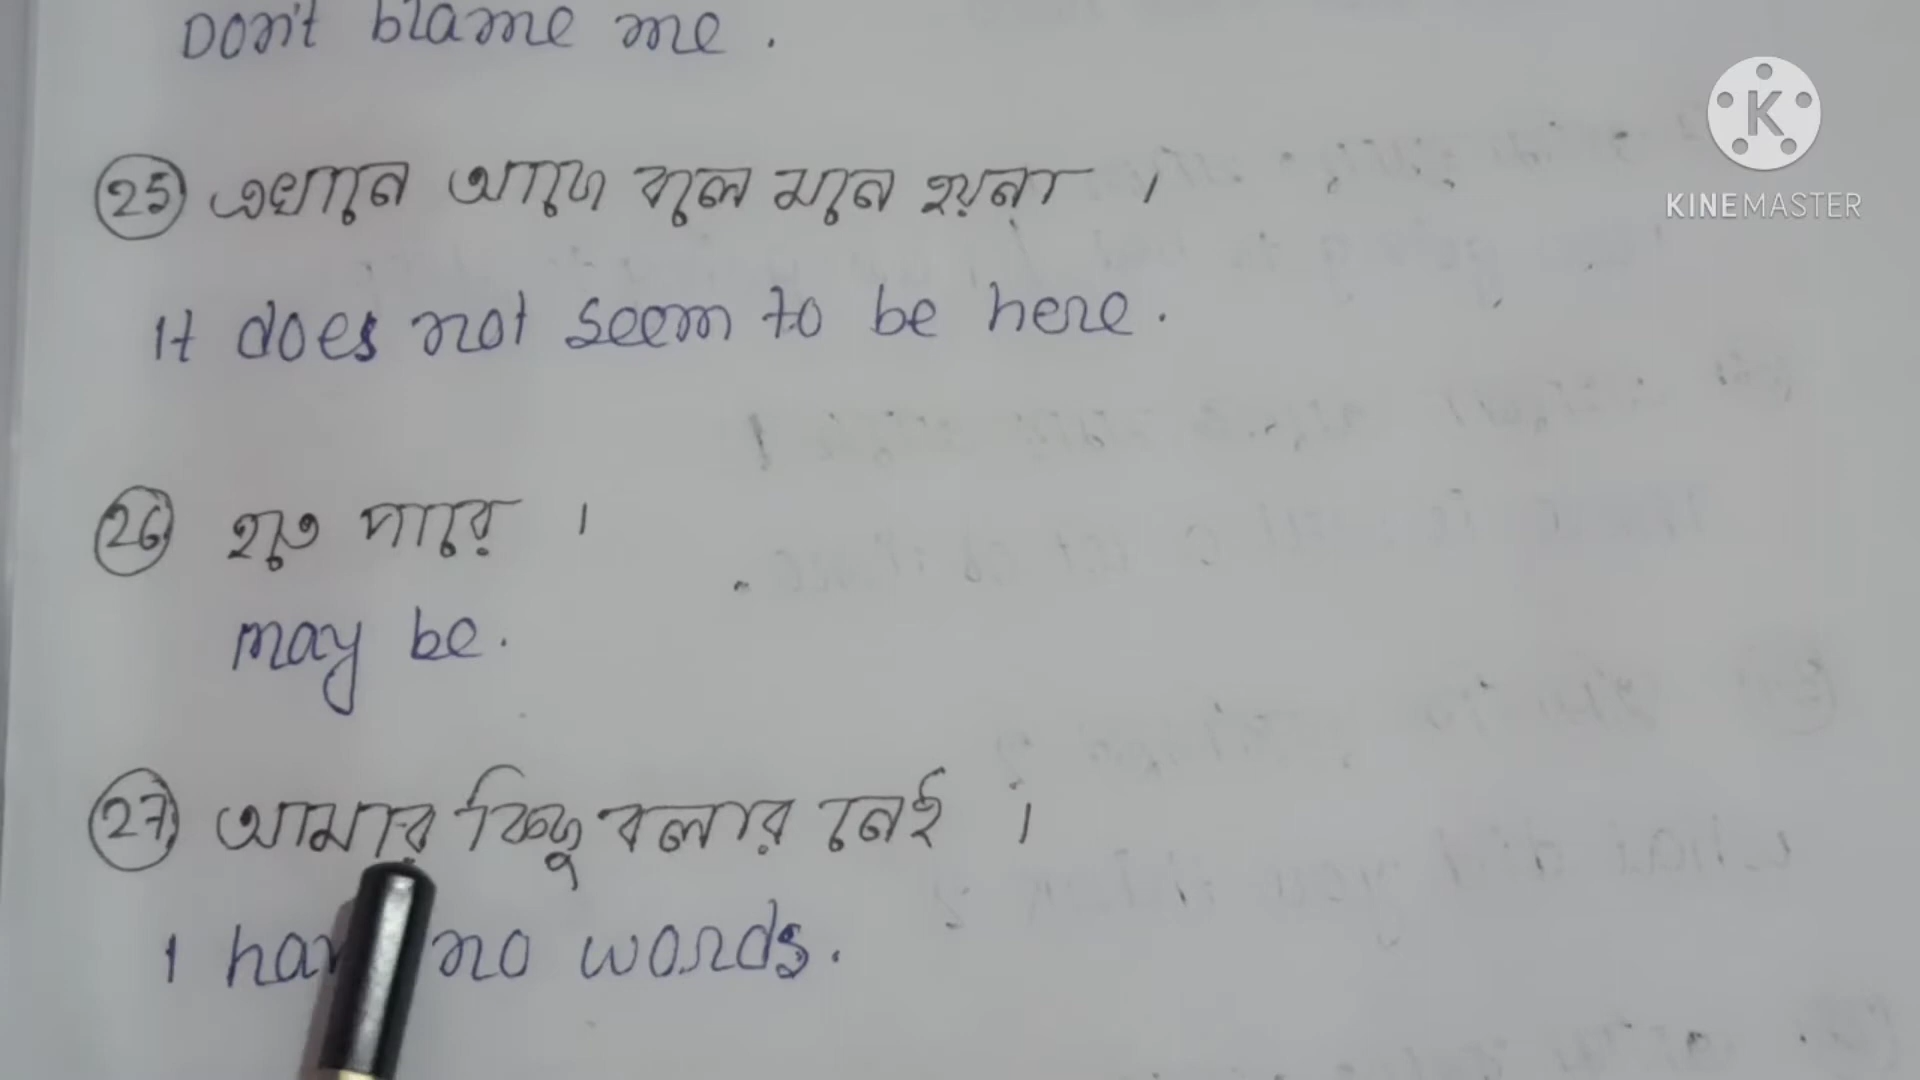 Don't blame me.
25 এখানে আছে বলে মনে হয়না ।
It does not seem to be here.
26 হতে পারে ।
may be.
27 আমার কিছু বলার নেই ।
I no words.
K
KINEMASTER